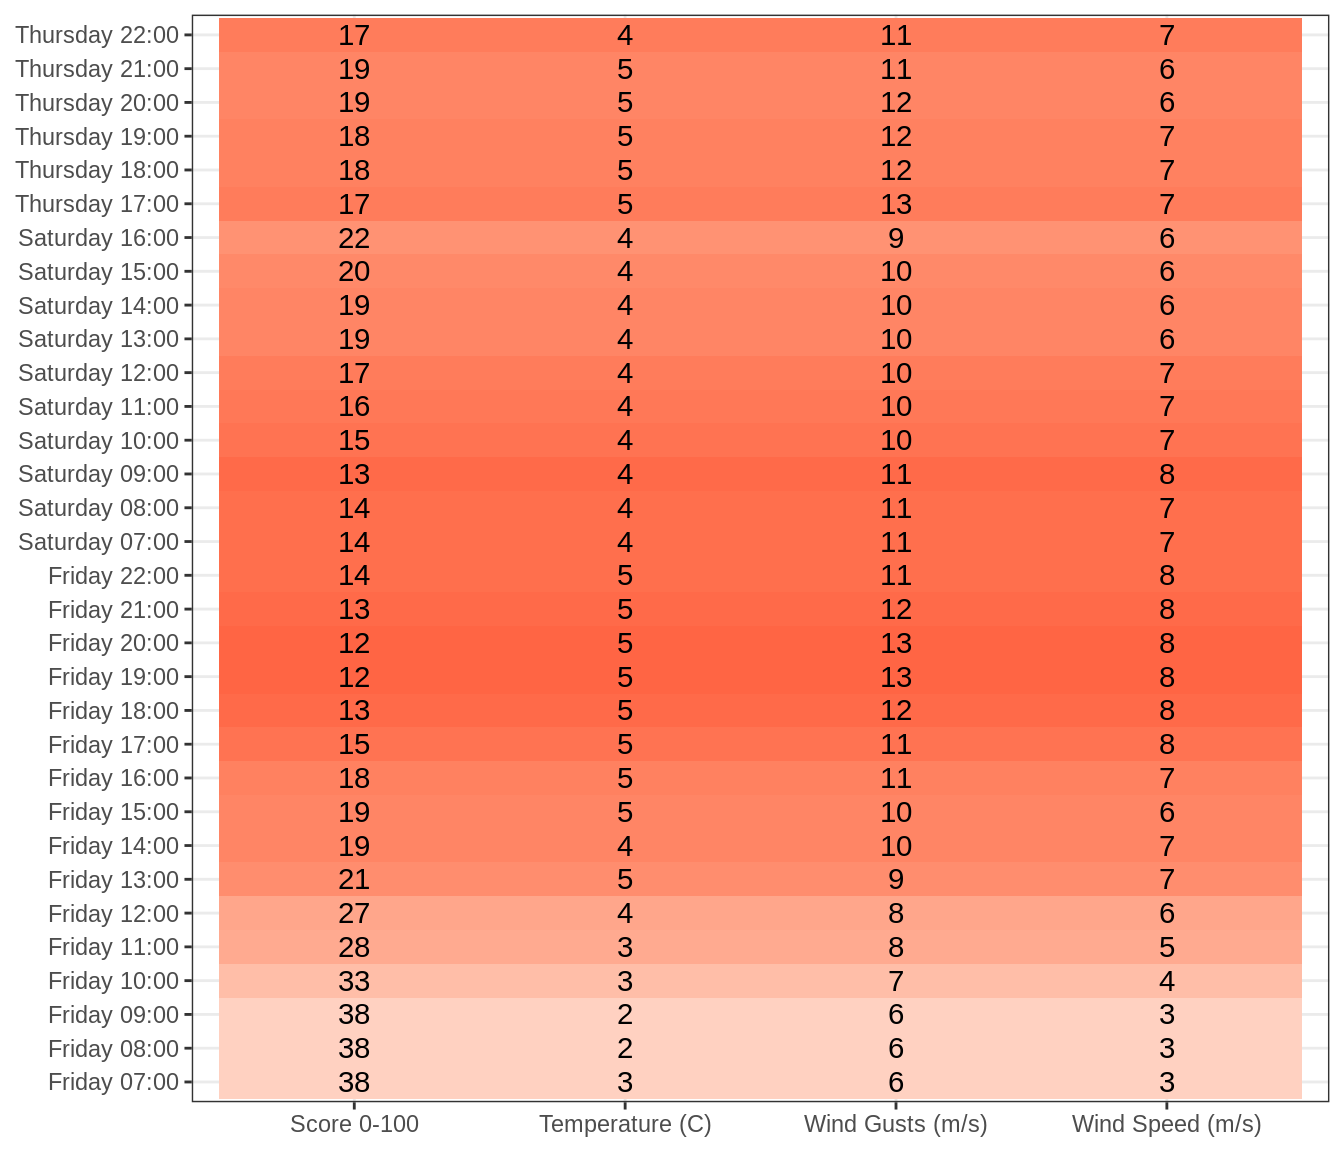 Thursday 22:00 17 4 11 7
Thursday 21:00 19 5 11 6
Thursday 20:00 19 5 12 6
Thursday 19:00 18 5 12 7
Thursday 18:00 18 5 12 7
Thursday 17:00 17 5 13 7
Saturday 16:00 22 4 9 6
Saturday 15:00 20 4 10 6
Saturday 14:00 19 4 10 6
Saturday 13:00 19 4 10 6
Saturday 12:00 17 4 10 7
Saturday 11:00 16 4 10 7
Saturday 10:00 15 4 10 7
Saturday 09:00 13 4 11 8
Saturday 08:00 14 4 11 7
Saturday 07:00 14 4 11 7
Friday 22:00 14 5 11 8
Friday 21:00 13 5 12 8
Friday 20:00 12 5 13 8
Friday 19:00 12 5 13 8
Friday 18:00 13 5 12 8
Friday 17:00 15 5 11 8
Friday 16:00 18 5 11 7
Friday 15:00 19 5 10 6
Friday 14:00 19 4 10 7
Friday 13:00 21 5 9 7
Friday 12:00 27 4 8 6
Friday 11:00 28 3 8 5
Friday 10:00 33 3 7 4
Friday 09:00 38 2 6 3
Friday 08:00 38 2 6 3
Friday 07:00 38 3 6 3
Score 0-100 Temperature (C) Wind Gusts (m/s) Wind Speed (m/s)